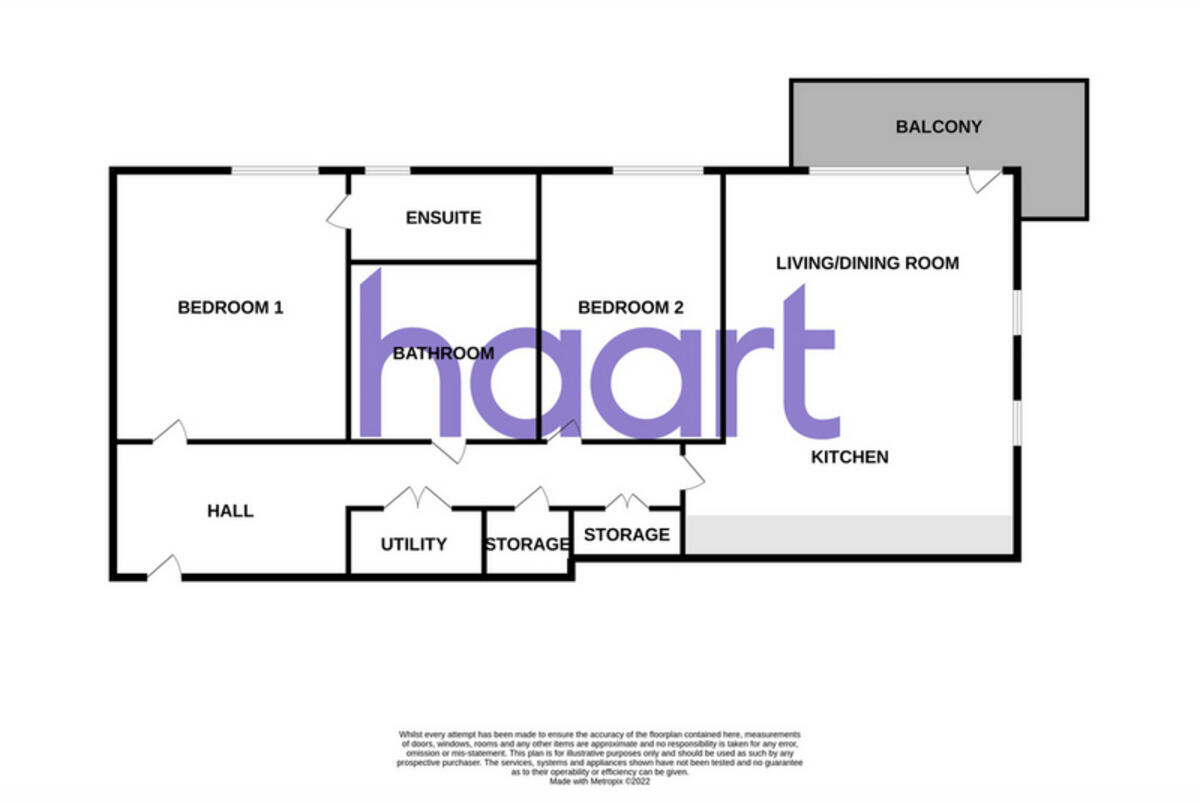 BALCONY
ENSUITE
LIVING/DINING ROOM
BEDROOM 1
BEDROOM 2
haart
BATHROOM
KITCHEN
HALL
UTILITY
STORAGE
STORAGE
Whilst every attempt has been made to ensure the accuracy of the floorplan contained here, measurements
of doors, windows, rooms and any other items are approximate and no responsibility is taken for any error,
omission or mis-statement. This plan is for illustrative purposes only and should be used as such by any
prospective purchaser. The services, systems and appliances shown have not been tested and no guarantee
as to their operability or efficiency can be given.
Made with Metropix ©2022